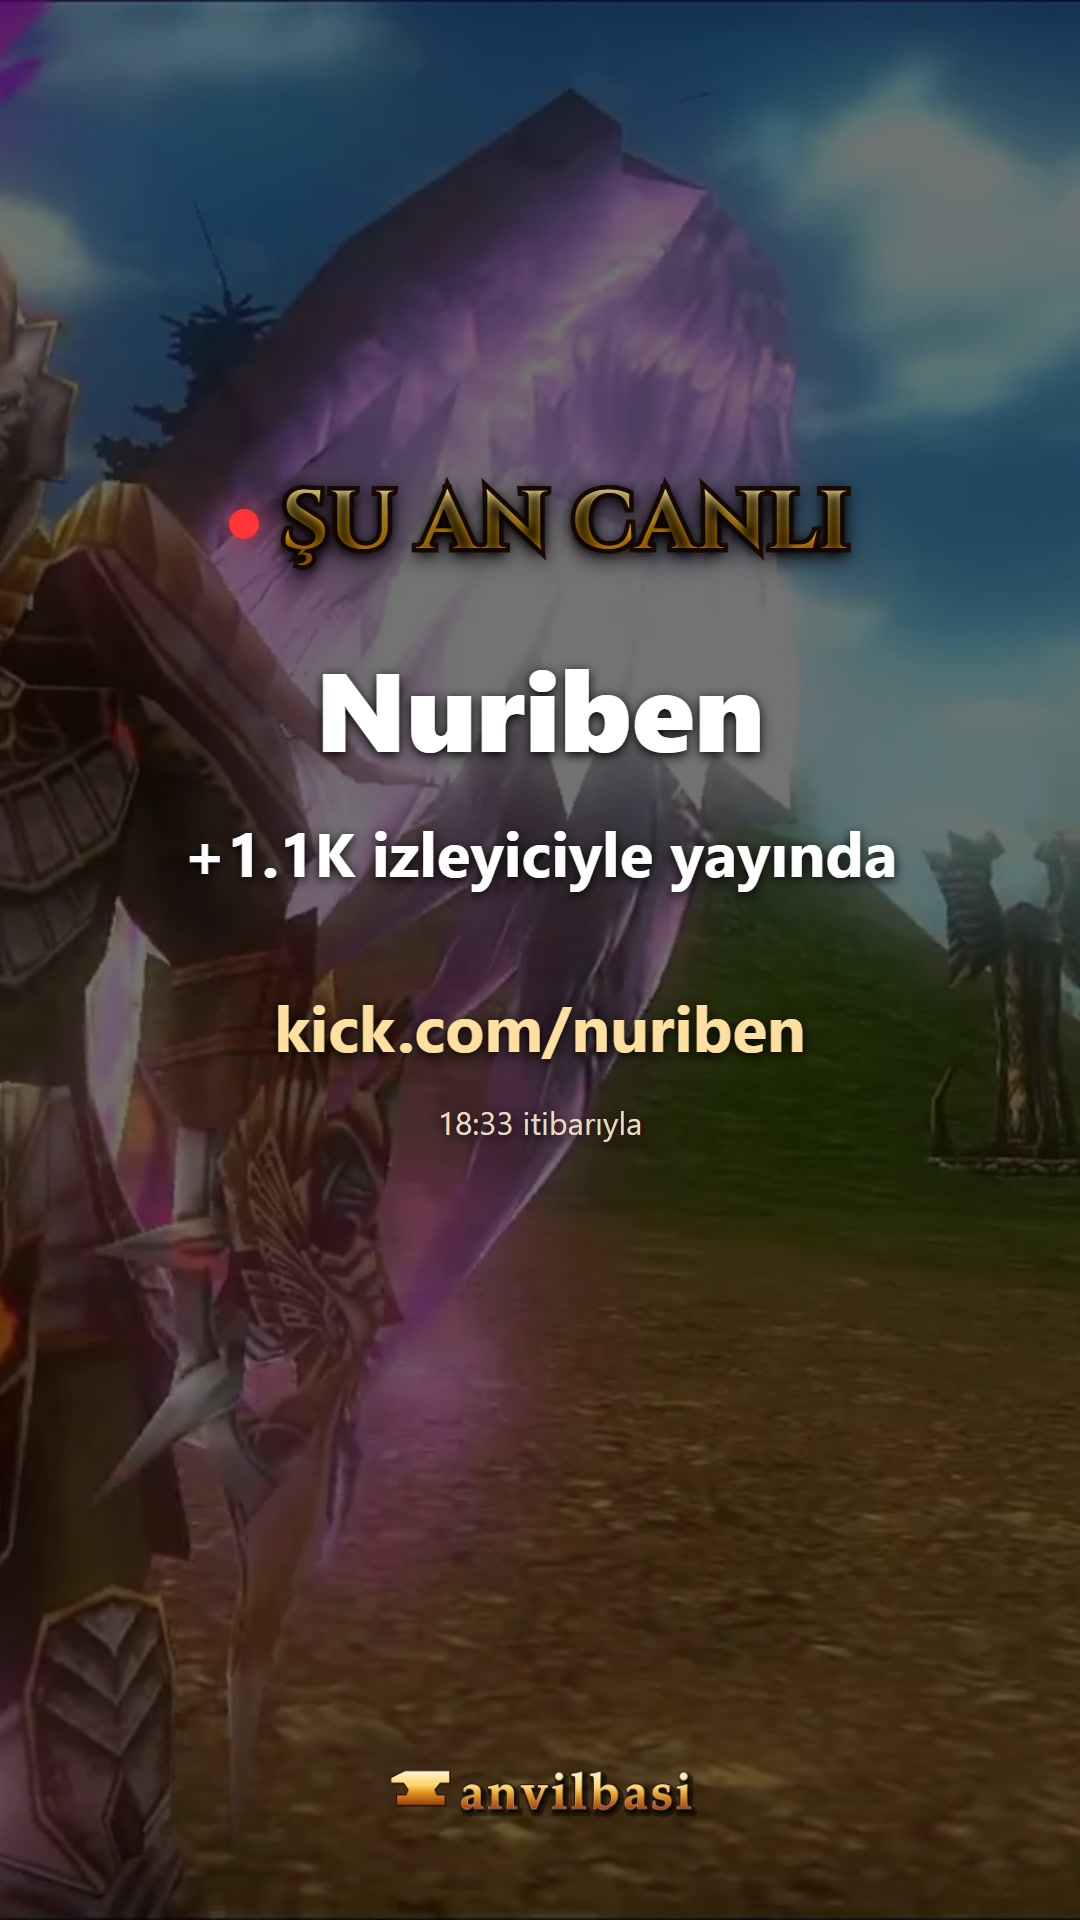 ŞU AN CANLI
Nuriben
+1.1K izleyiciyle yayında
kick.com/nuriben
18:33 itibarıyla
anvilbasi